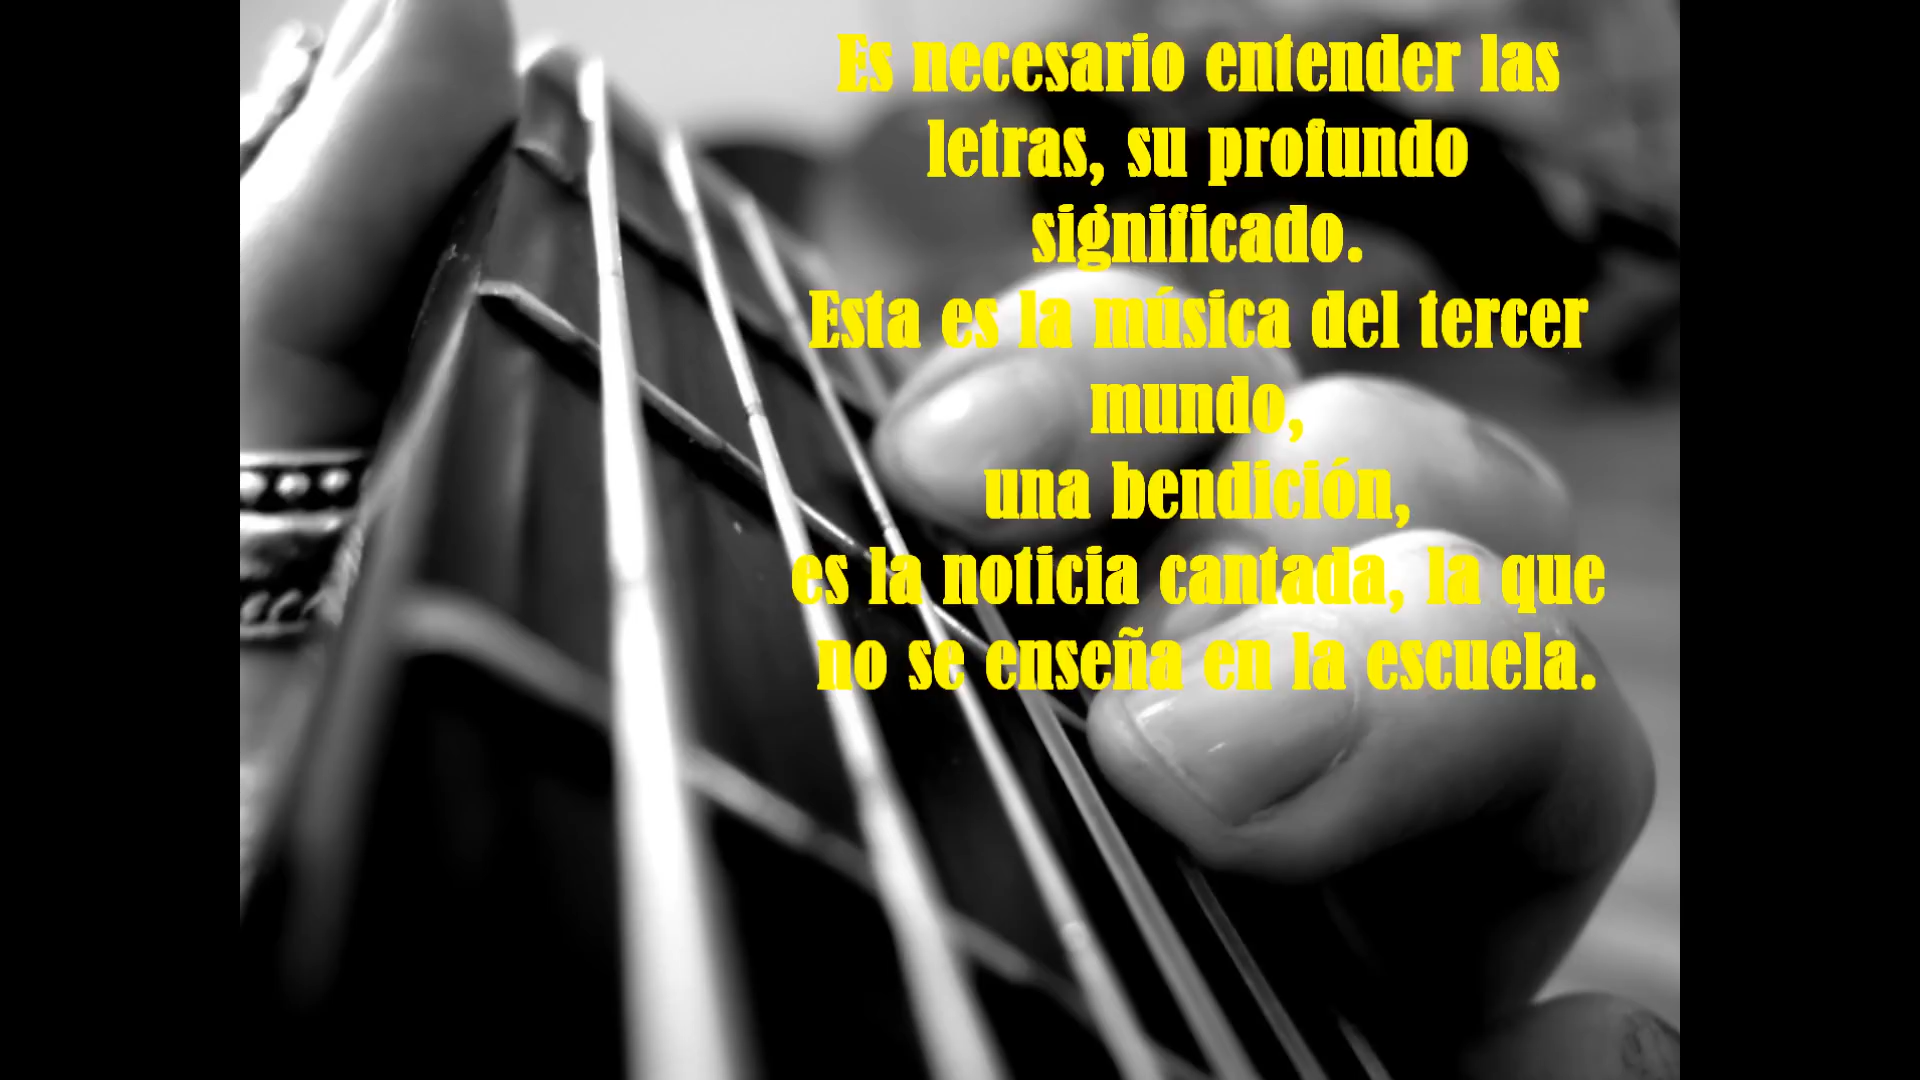 Es necesario entender las
letras, su profundo
significado.
Esta es la música del tercer
mundo,
una bendición,
es la noticia cantada, la que
no se enseña en la escuela.